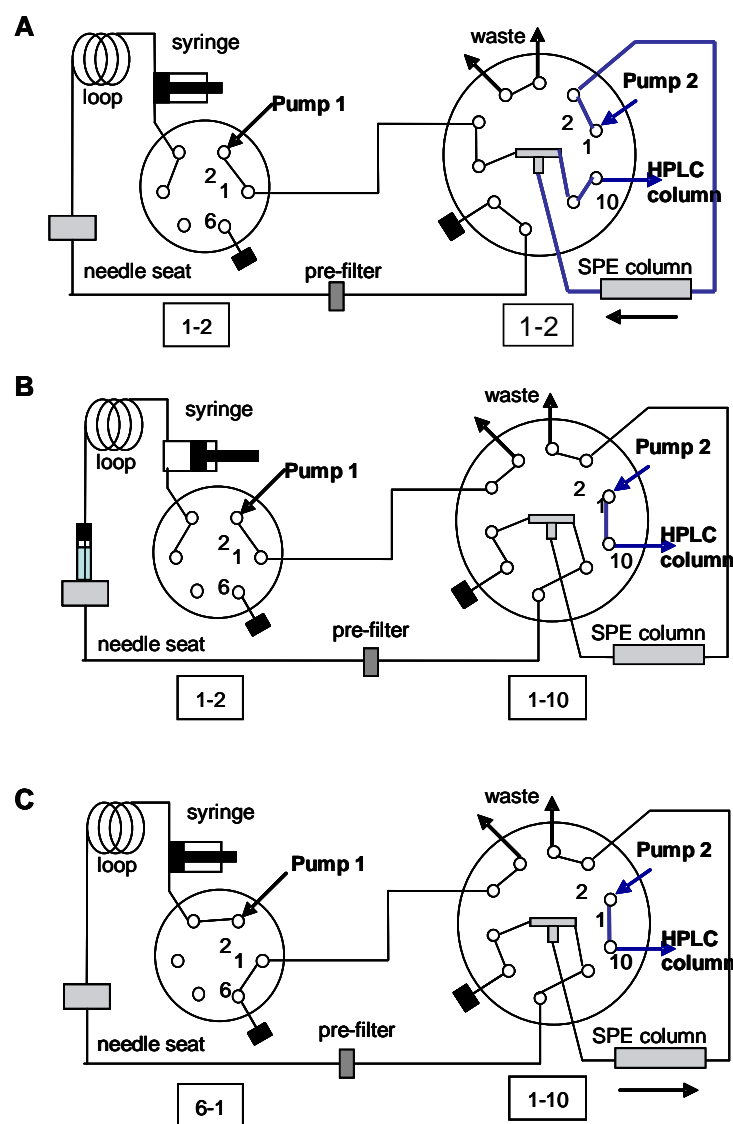 A
syringe
waste
loop
Pump 1
Pump 2
2
1
2
1
HPLC
column
10
6
needle seat
pre-filter
SPE column
1-2
1-2
B
syringe
waste
loop
Pump 1
Pump 2
2
1
2
1
HPLC
column
10
6
needle seat
pre-filter
SPE column
1-2
1-10
C
syringe
waste
loop
Pump 1
Pump 2
2
1
2
1
HPLC
column
10
6
needle seat
pre-filter
SPE column
6-1
1-10